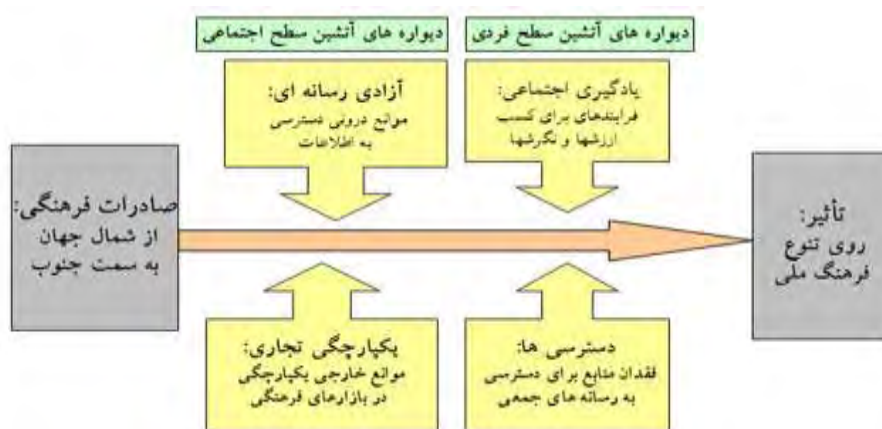 دیواره های آتشین سطح فردی
دیواره های آتشین سطح اجتماعی
یادگیری اجتماعی:
فرایندهای برای کسب
ارزشها و نگرشها
آزادی رسانه ای:
موانع درونی دسترسی
به اطلاعات
صادرات فرهنگی:
از شمال جهان
به سمت جنوب
تأثیر:
روی تنوع
فرهنگ ملی
دسترسی ها:
فقدان منابع برای دسترسی
به رسانه های جمعی
یکپارچگی تجاری:
موانع خارجی یکپارچگی
در بازارهای فرهنگی